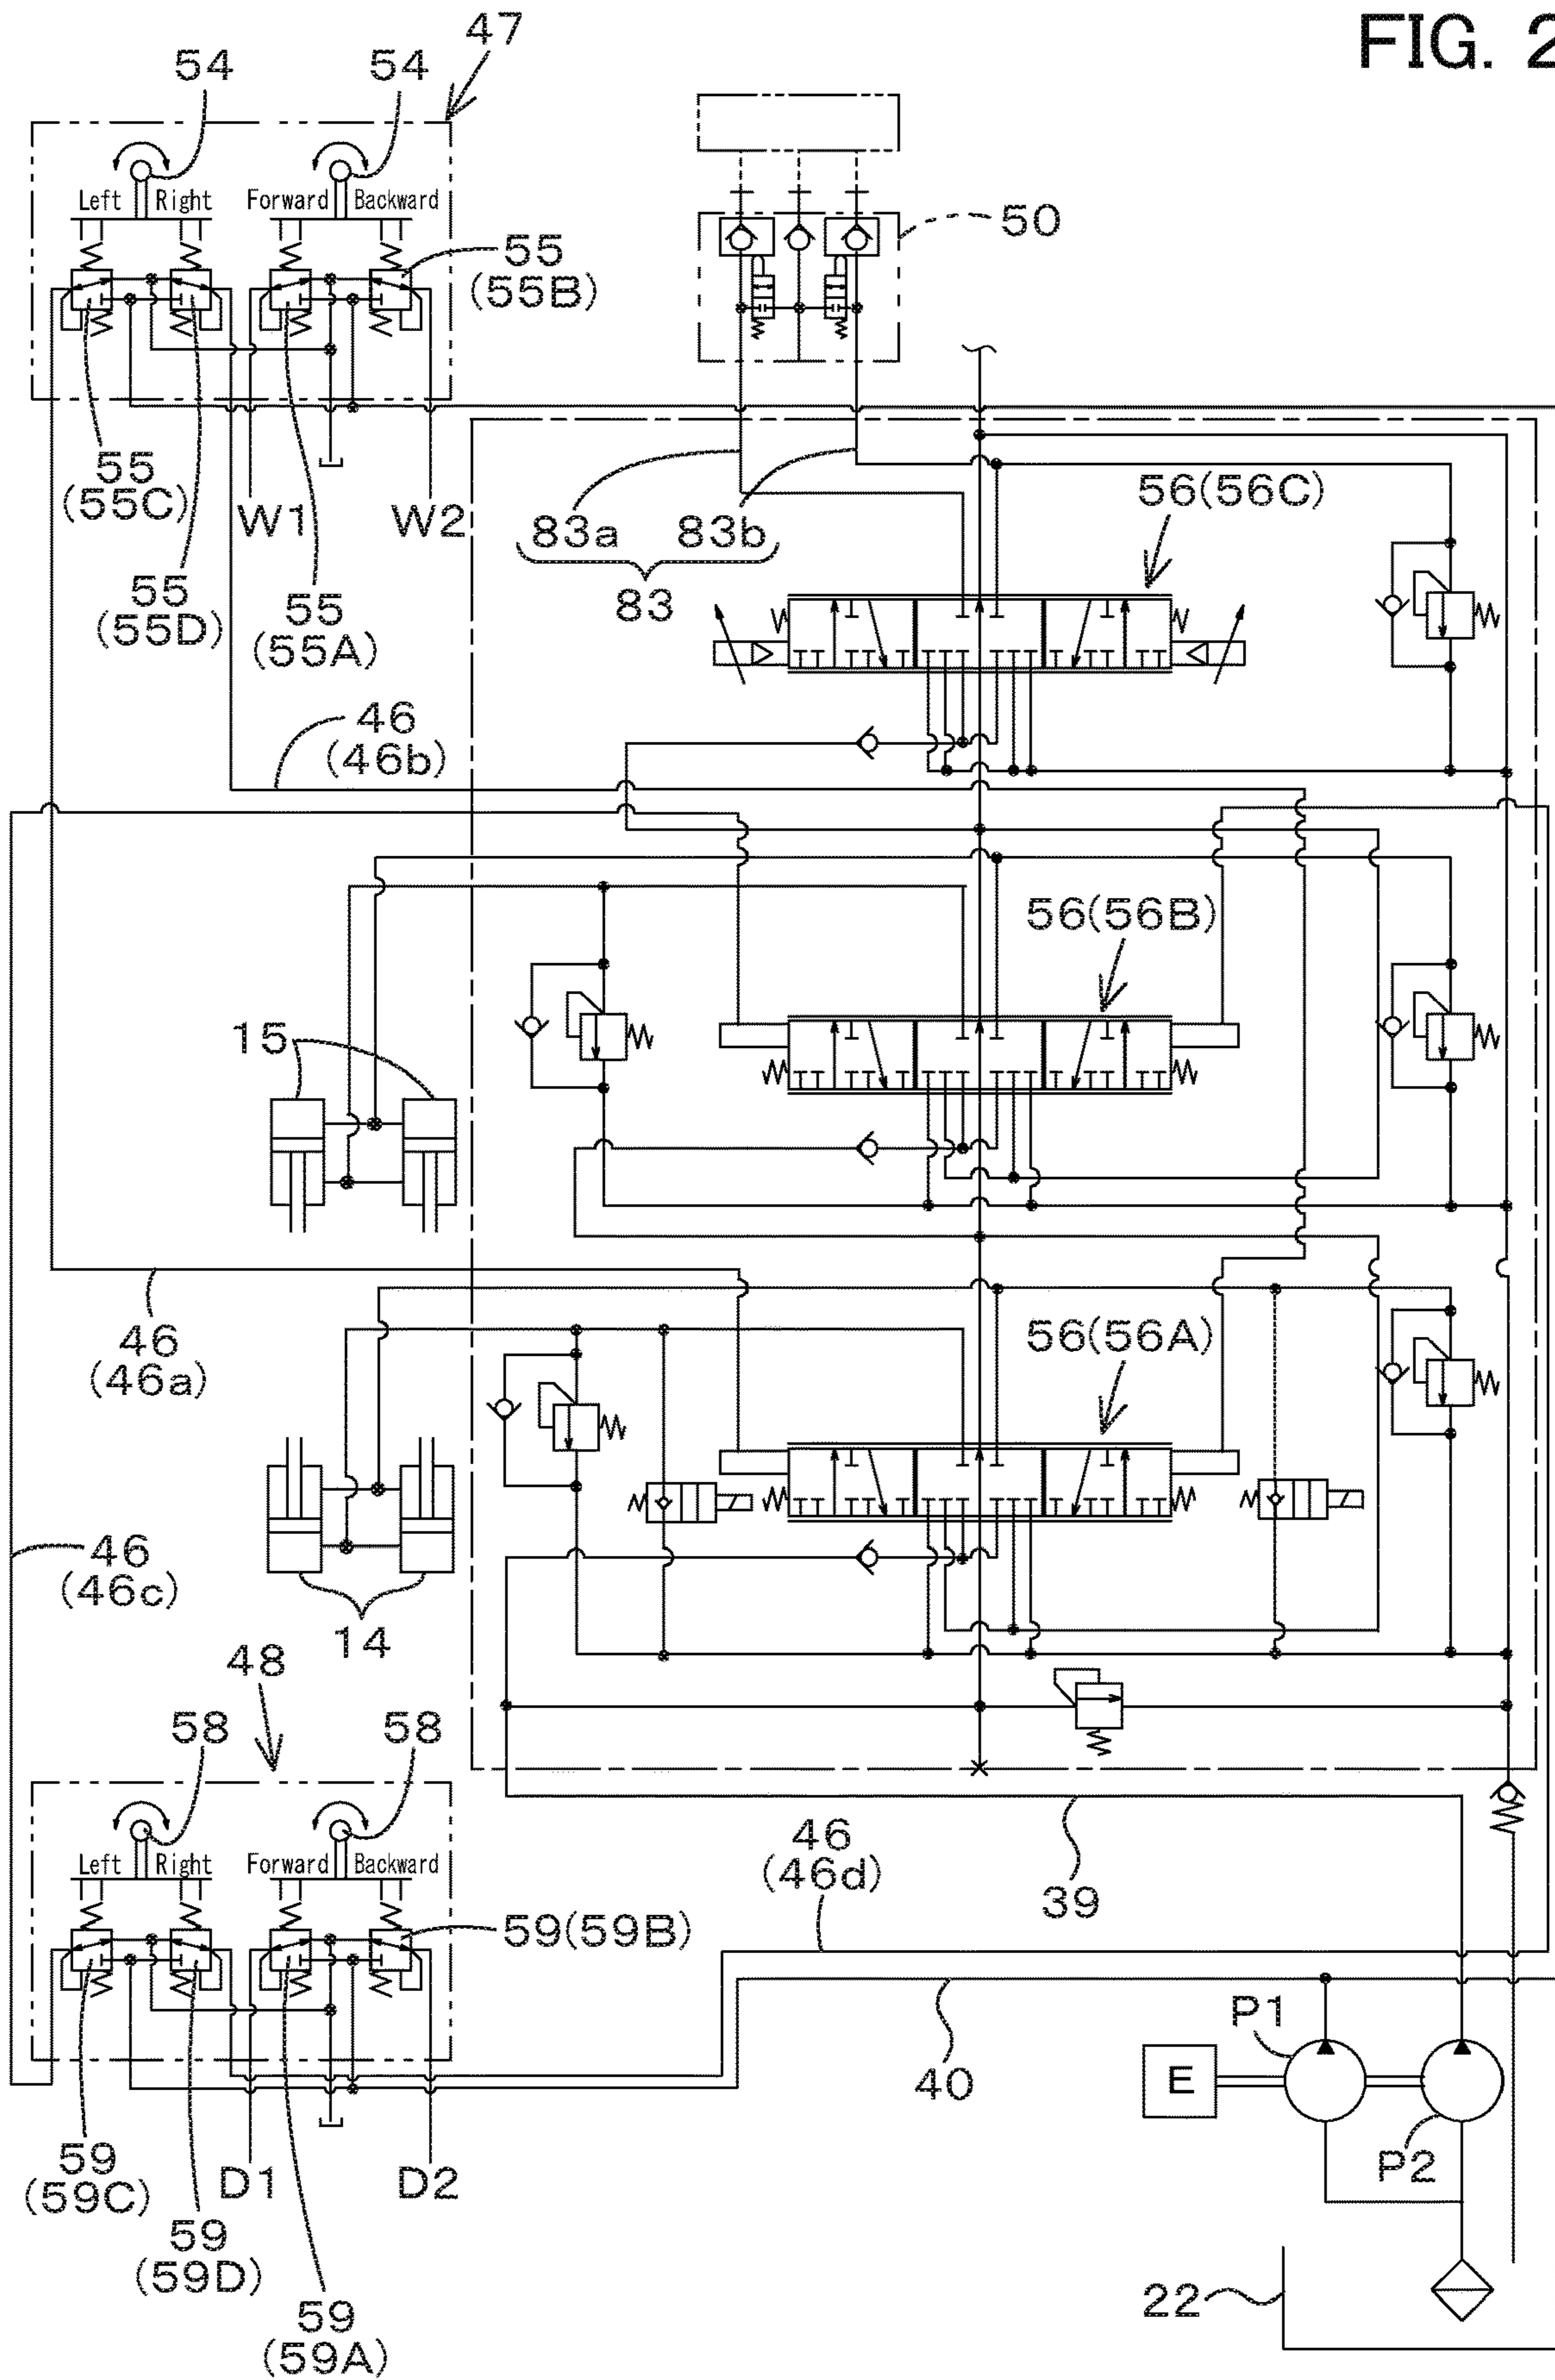 FIG. 2
47
54
54
Left
Right
Forward
Backward
50
55
(55B)
55
(55C)
W1
W2
83a
83b
83
56(56C)
55
(55D)
55
(55A)
46
(46b)
56(56B)
15
46
(46a)
56(56A)
46
(46c)
14
48
58
58
Left
Right
Forward
Backward
46
(46d)
39
59(59B)
40
P1
E
P2
59
(59C)
D1
D2
59
(59D)
22
59
(59A)